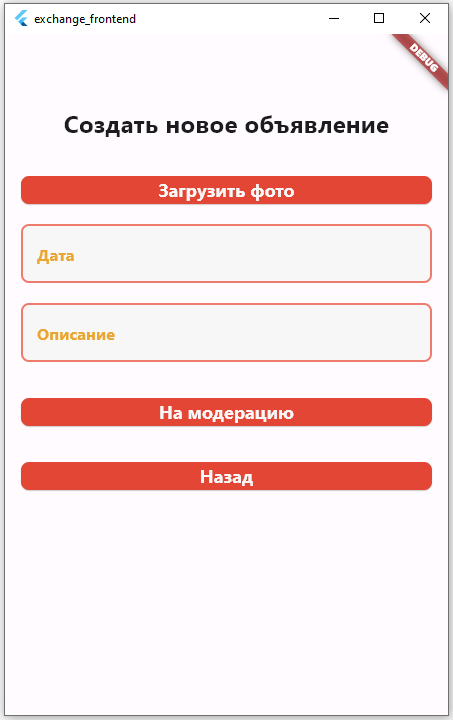 exchange_frontend
DEBUG
Создать новое объявление
Загрузить фото
Дата
Описание
На модерацию
Назад